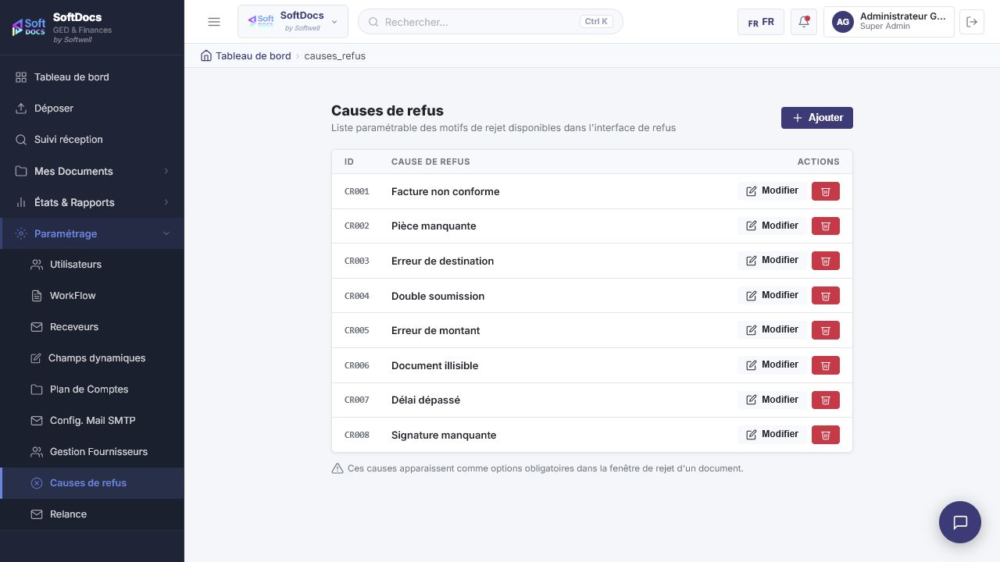 SoftDocs
GED & Finances
by Softwell
Soft
DOCS
Tableau de bord
Déposer
Suivi réception
Mes Documents
États & Rapports
Paramétrage
Utilisateurs
WorkFlow
Receveurs
Champs dynamiques
Plan de Comptes
Config. Mail SMTP
Gestion Fournisseurs
Causes de refus
Relance
Soft
DOCS
SoftDocs
by Softwell
Rechercher...
Ctrl K
FR FR
AG
Administrateur G...
Super Admin
Tableau de bord › causes_refus
Causes de refus
Liste paramétrable des motifs de rejet disponibles dans l'interface de refus
Ajouter
ID CAUSE DE REFUS ACTIONS
CR001 Facture non conforme Modifier
CR002 Pièce manquante Modifier
CR003 Erreur de destination Modifier
CR004 Double soumission Modifier
CR005 Erreur de montant Modifier
CR006 Document illisible Modifier
CR007 Délai dépassé Modifier
CR008 Signature manquante Modifier
Ces causes apparaissent comme options obligatoires dans la fenêtre de rejet d'un document.